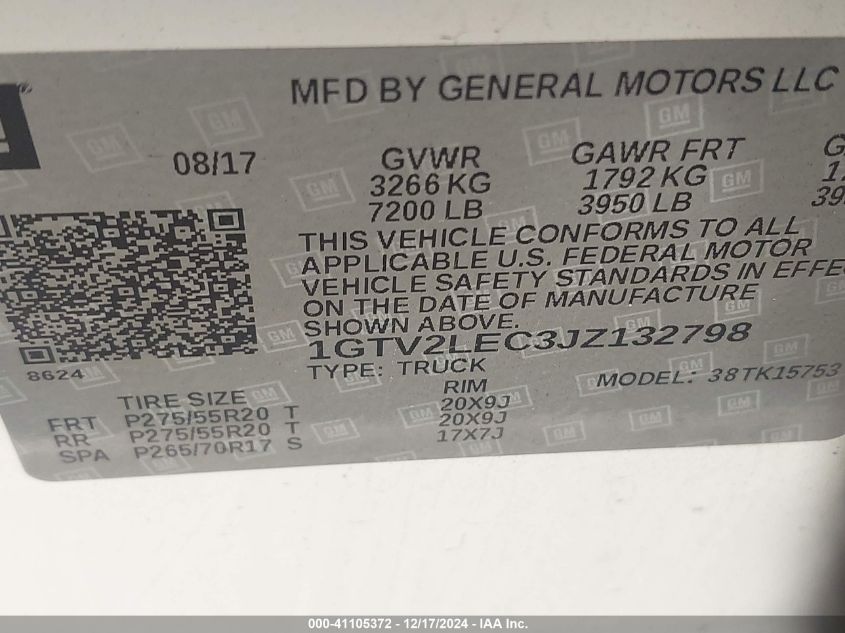 MFD BY GENERAL MOTORS LLC
08/17
GVWR GAWR FRT
3266 KG 1792 KG
7200 LB 3950 LB
THIS VEHICLE CONFORMS TO ALL
APPLICABLE U.S. FEDERAL MOTOR
VEHICLE SAFETY STANDARDS IN EFFE
ON THE DATE OF MANUFACTURE
SHOWN ABOVE.
1GTV2LEC3JZ132798
8624
TYPE: TRUCK MODEL: 38TK15753
TIRE SIZE RIM
FRT P275/55R20 T 20X9J
RR P275/55R20 T 20X9J
SPA P265/70R17 S 17X7J
000-41105372 - 12/17/2024 - IAA Inc.